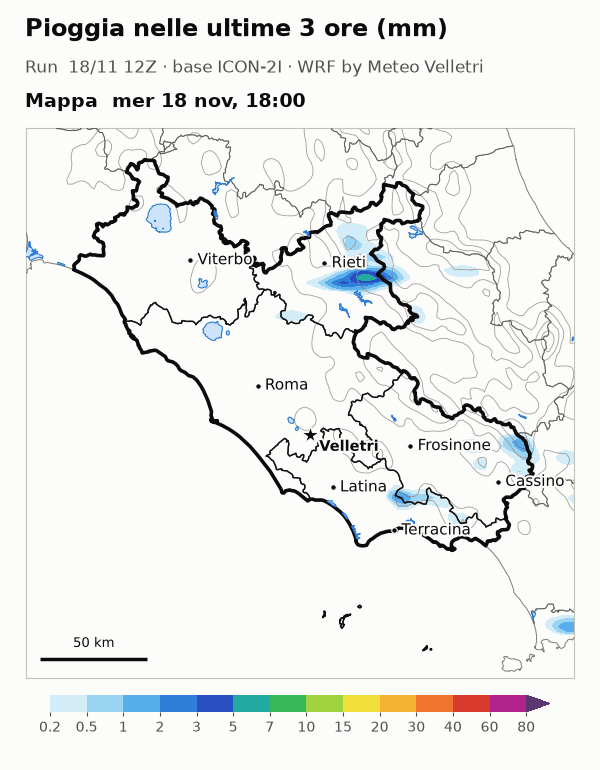 Pioggia nelle ultime 3 ore (mm)
Run  18/11 12Z · base ICON-2I · WRF by Meteo Velletri
Mappa  mer 18 nov, 18:00
Viterbo
Rieti
Roma
Velletri
Frosinone
Latina
Cassino
Terracina
50 km
0.2 0.5 1 2 3 5 7 10 15 20 30 40 60 80